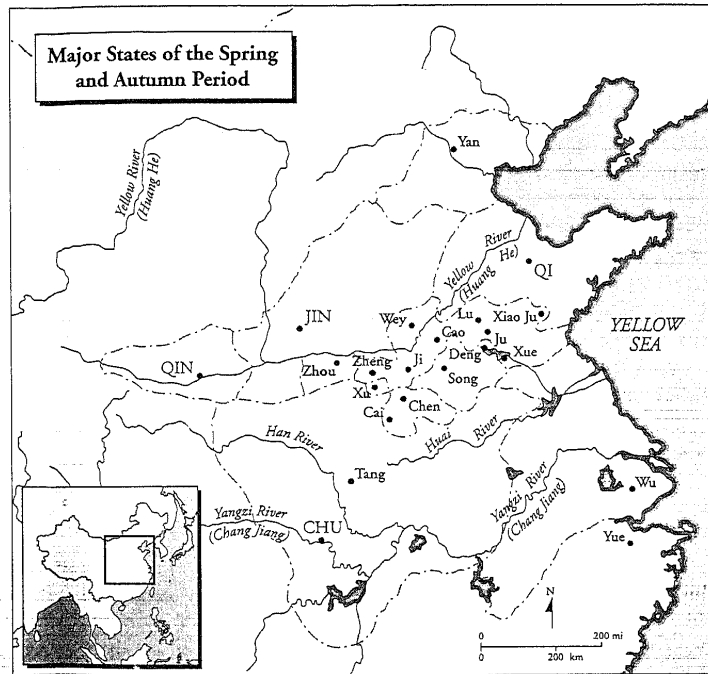 Major States of the Spring
and Autumn Period
Yan
Yellow River
(Huang He)
Yellow River
(Huang He)
QI
JIN
Wey
Lu
Xiao Ju
Cao
Ju
YELLOW
SEA
QIN
Zhou
Zheng
Ji
Deng
Xue
Song
Xu
Cai
Chen
Han River
Huai River
Tang
Yangzi River
(Chang Jiang)
Wu
Yangzi River
(Chang Jiang)
CHU
Yue
N
0 200 mi
0 200 km